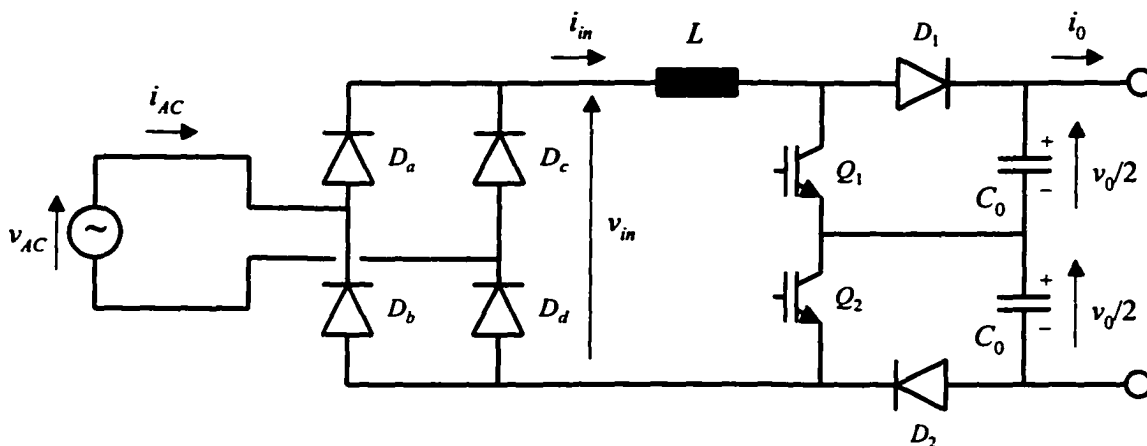 i_in
L
D_1
i_0
i_AC
D_a
D_c
Q_1
+
−
C_0
v_0/2
v_AC
~
v_in
D_b
D_d
Q_2
+
−
C_0
v_0/2
D_2